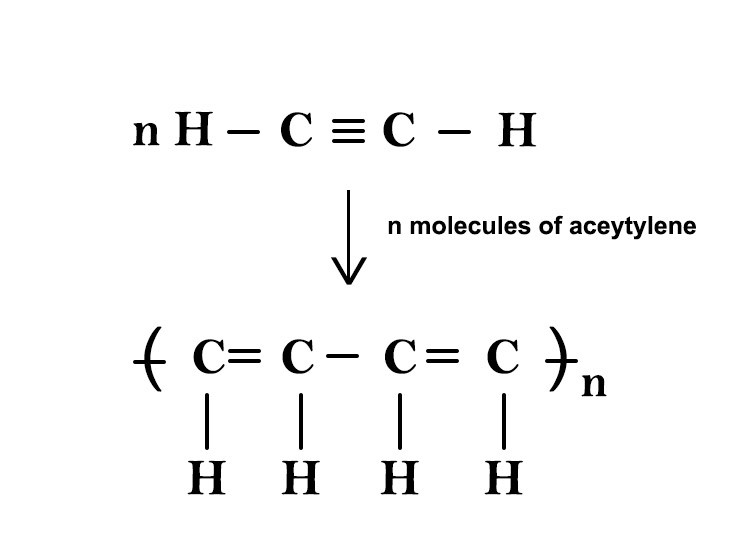 n H – C ≡ C – H
n molecules of aceytylene
( C = C – C = C )n
H H H H